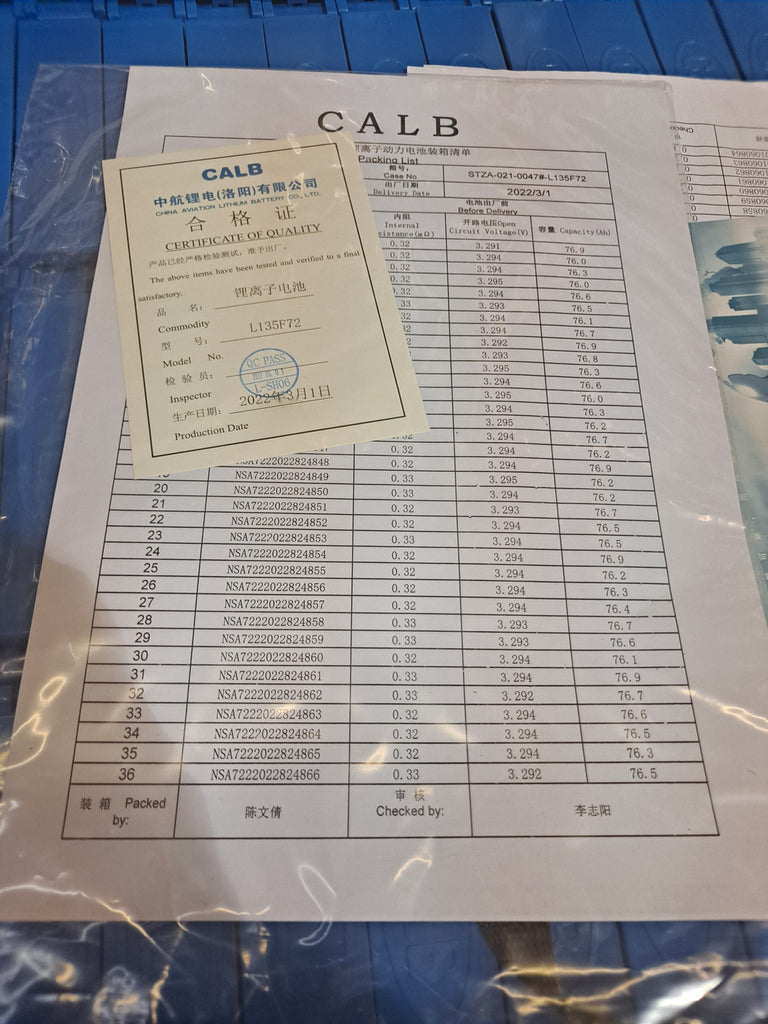 CALB
锂离子动力电池装箱清单
Packing List
箱号:
Case No.
STZA-021-0047#-L135F72
出厂日期
Delivery Date
2022/3/1
电池出厂前
Before Delivery
内阻 Internal sistance(mΩ)
开路电压Open Circuit Voltage(V)
容量 Capacity(Ah)
0.32 3.291 76.9
0.32 3.294 76.0
0.32 3.294 76.3
3.295 76.0
3.294 76.6
3.293 76.5
3.294 76.1
3.294 76.7
3.292 76.9
3.293 76.8
3.295 76.3
3.294 76.6
3.295 76.0
3.294 76.3
3.295 76.2
3.294 76.7
0.32 3.294 76.2
NSA7222022824848 0.32 3.294 76.9
NSA7222022824849 0.33 3.295 76.2
20 NSA7222022824850 0.32 3.294 76.2
21 NSA7222022824851 0.32 3.293 76.7
22 NSA7222022824852 0.32 3.294 76.5
23 NSA7222022824853 0.33 3.294 76.5
24 NSA7222022824854 0.32 3.294 76.9
25 NSA7222022824855 0.32 3.294 76.2
26 NSA7222022824856 0.32 3.294 76.3
27 NSA7222022824857 0.32 3.294 76.4
28 NSA7222022824858 0.33 3.293 76.7
29 NSA7222022824859 0.33 3.293 76.6
30 NSA7222022824860 0.32 3.294 76.1
31 NSA7222022824861 0.33 3.294 76.9
32 NSA7222022824862 0.33 3.292 76.7
33 NSA7222022824863 0.32 3.294 76.6
34 NSA7222022824864 0.32 3.294 76.5
35 NSA7222022824865 0.32 3.294 76.3
36 NSA7222022824866 0.33 3.292 76.5
装箱 Packed by:
陈文倩
审核 Checked by:
李志阳
CALB
中航锂电(洛阳)有限公司
CHINA AVIATION LITHIUM BATTERY CO., LTD.
合格证
CERTIFICATE OF QUALITY
产品已经严格检验测试，准予出厂。
The above items have been tested and verified to a final
satisfactory.
品 名: 锂离子电池
Commodity
型 号: L135F72
Model No.
检验员:
Inspector
QC PASS
L-SH06
生产日期: 2022年3月1日
Production Date